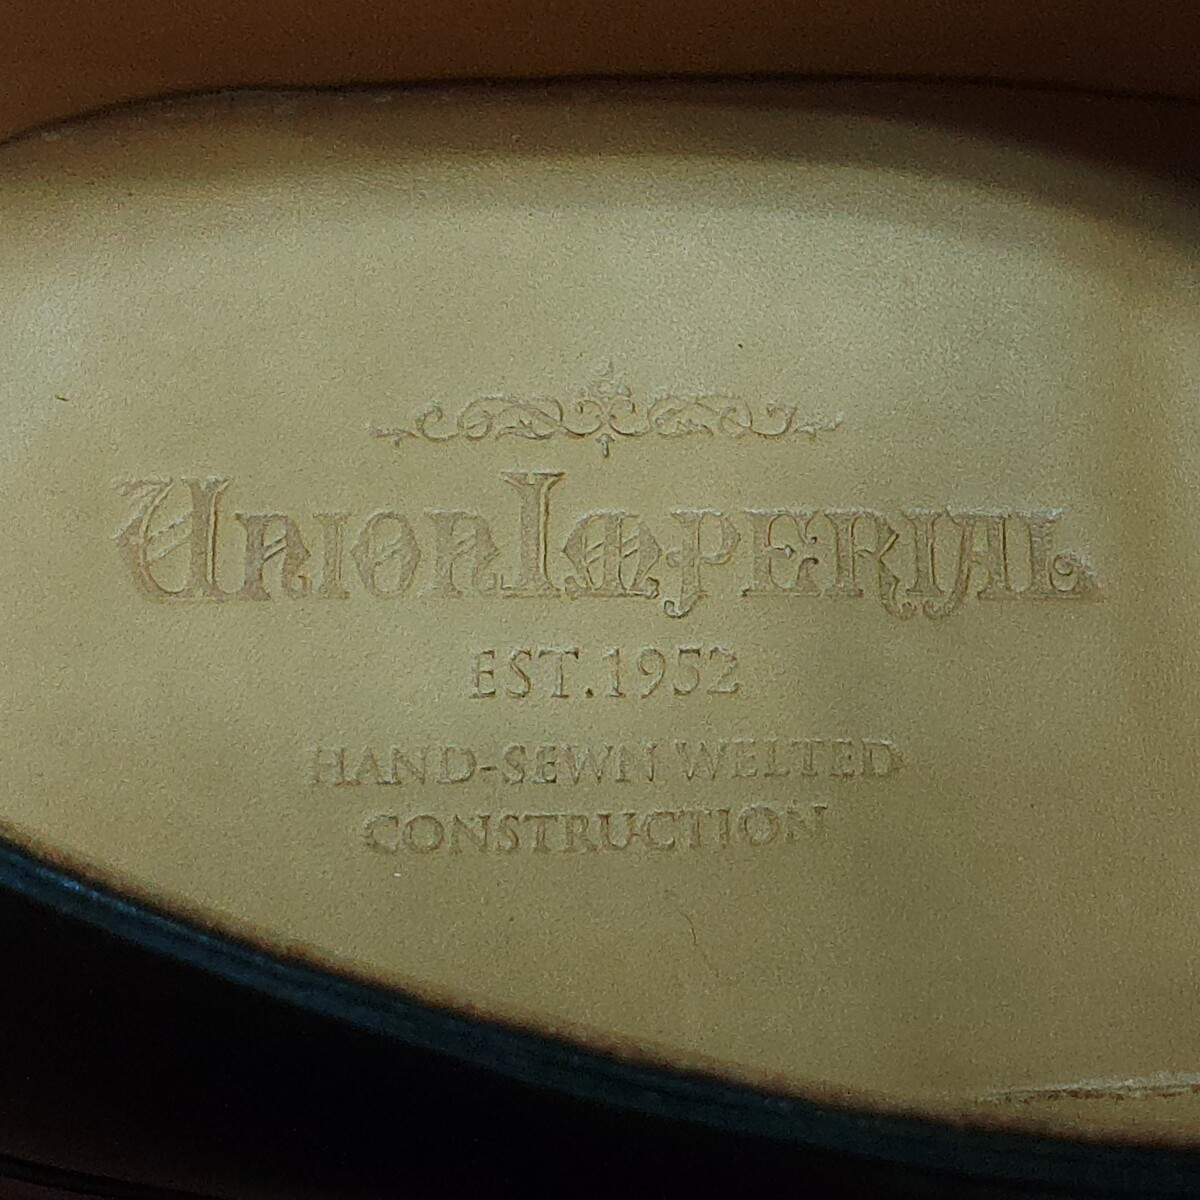 UNIONIMPERIAL
EST.1952
HAND-SEWN WELTED
CONSTRUCTION